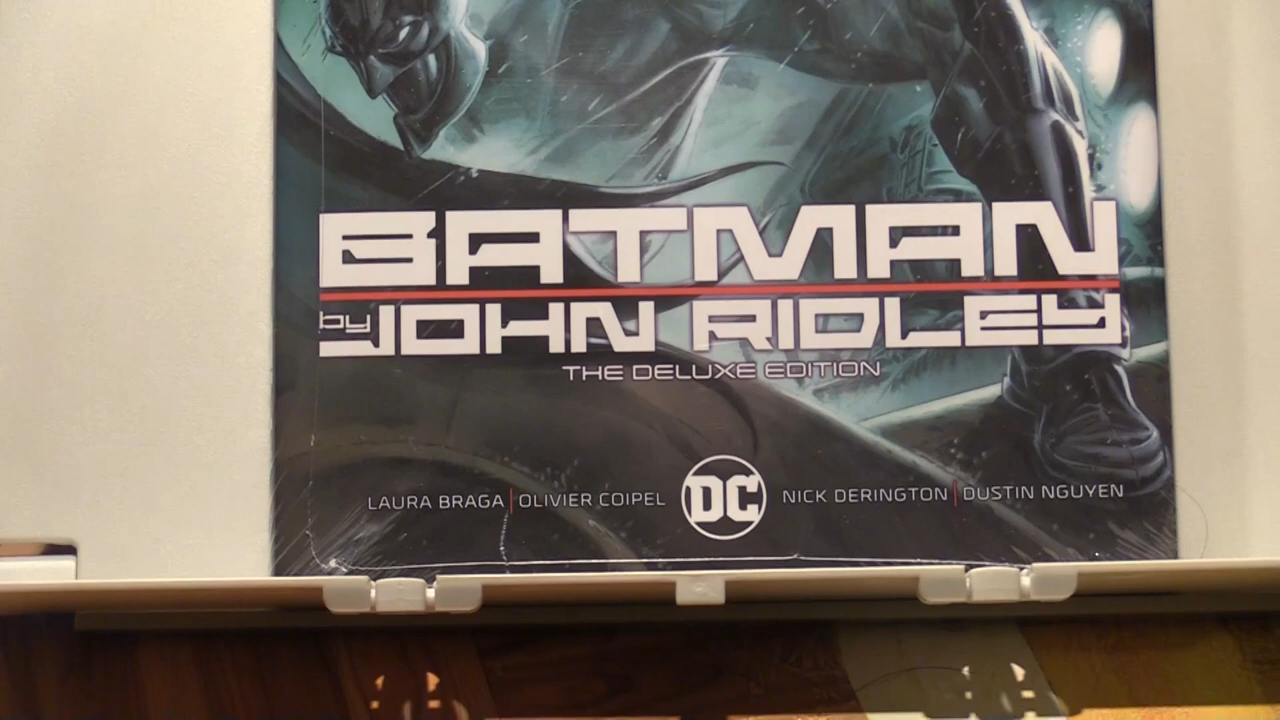 BATMAN
by JOHN RIDLEY
THE DELUXE EDITION
LAURA BRAGA | OLIVIER COIPEL DC NICK DERINGTON | DUSTIN NGUYEN